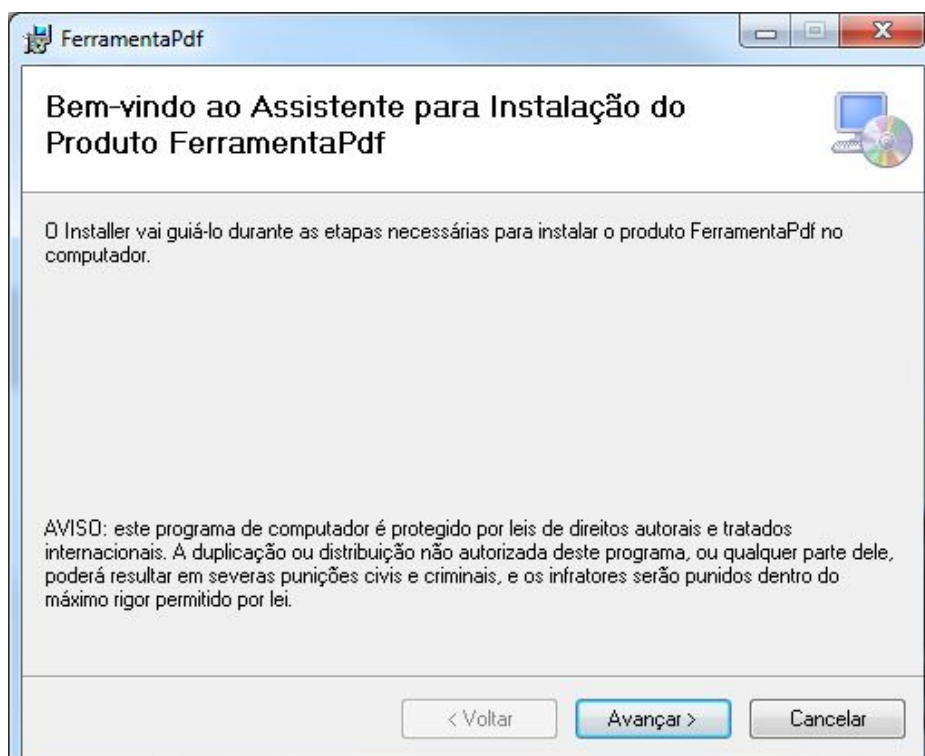 FerramentaPdf
Bem-vindo ao Assistente para Instalação do
Produto FerramentaPdf
O Installer vai guiá-lo durante as etapas necessárias para instalar o produto FerramentaPdf no
computador.
AVISO: este programa de computador é protegido por leis de direitos autorais e tratados
internacionais. A duplicação ou distribuição não autorizada deste programa, ou qualquer parte dele,
poderá resultar em severas punições civis e criminais, e os infratores serão punidos dentro do
máximo rigor permitido por lei.
< Voltar
Avançar >
Cancelar